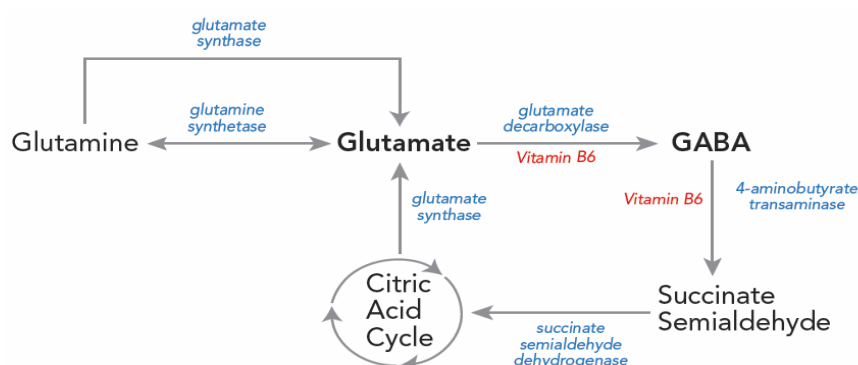 glutamate
synthase
Glutamine
glutamine
synthetase
Glutamate
glutamate
decarboxylase
Vitamin B6
GABA
glutamate
synthase
Vitamin B6
4-aminobutyrate
transaminase
Citric
Acid
Cycle
Succinate
Semialdehyde
succinate
semialdehyde
dehydrogenase